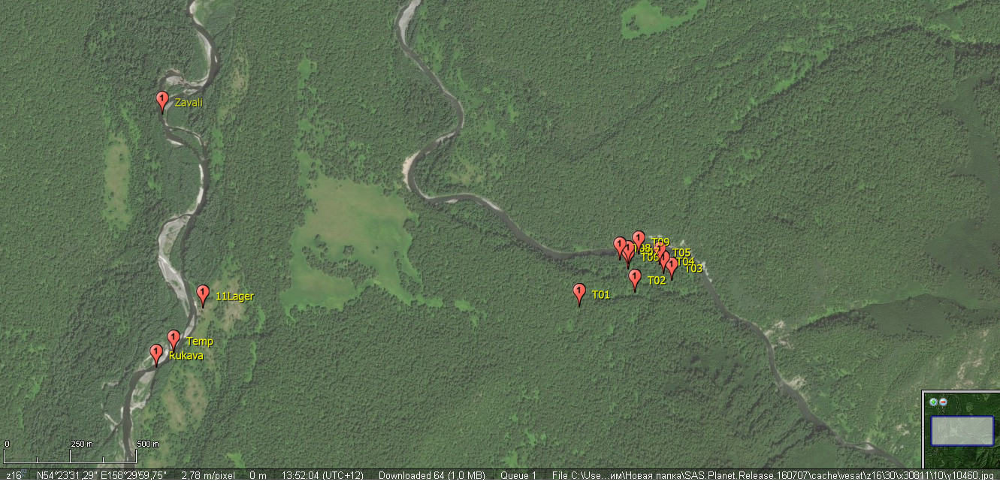 Zavali
T09
T08
T07
T05
T06
T04
T03
T02
T01
11Lager
Temp
Rukava
0 250 m 500 m
z16 N54°23'31,29" E158°29'59,75" 2,78 m/pixel 0 m 13:52:04 (UTC+12) Downloaded 64 (1,0 MB) Queue 1 File C:\Use...им\Новая папка\SAS.Planet.Release.160707\cache\vesat\z16\30\x30811\10\y10460.jpg